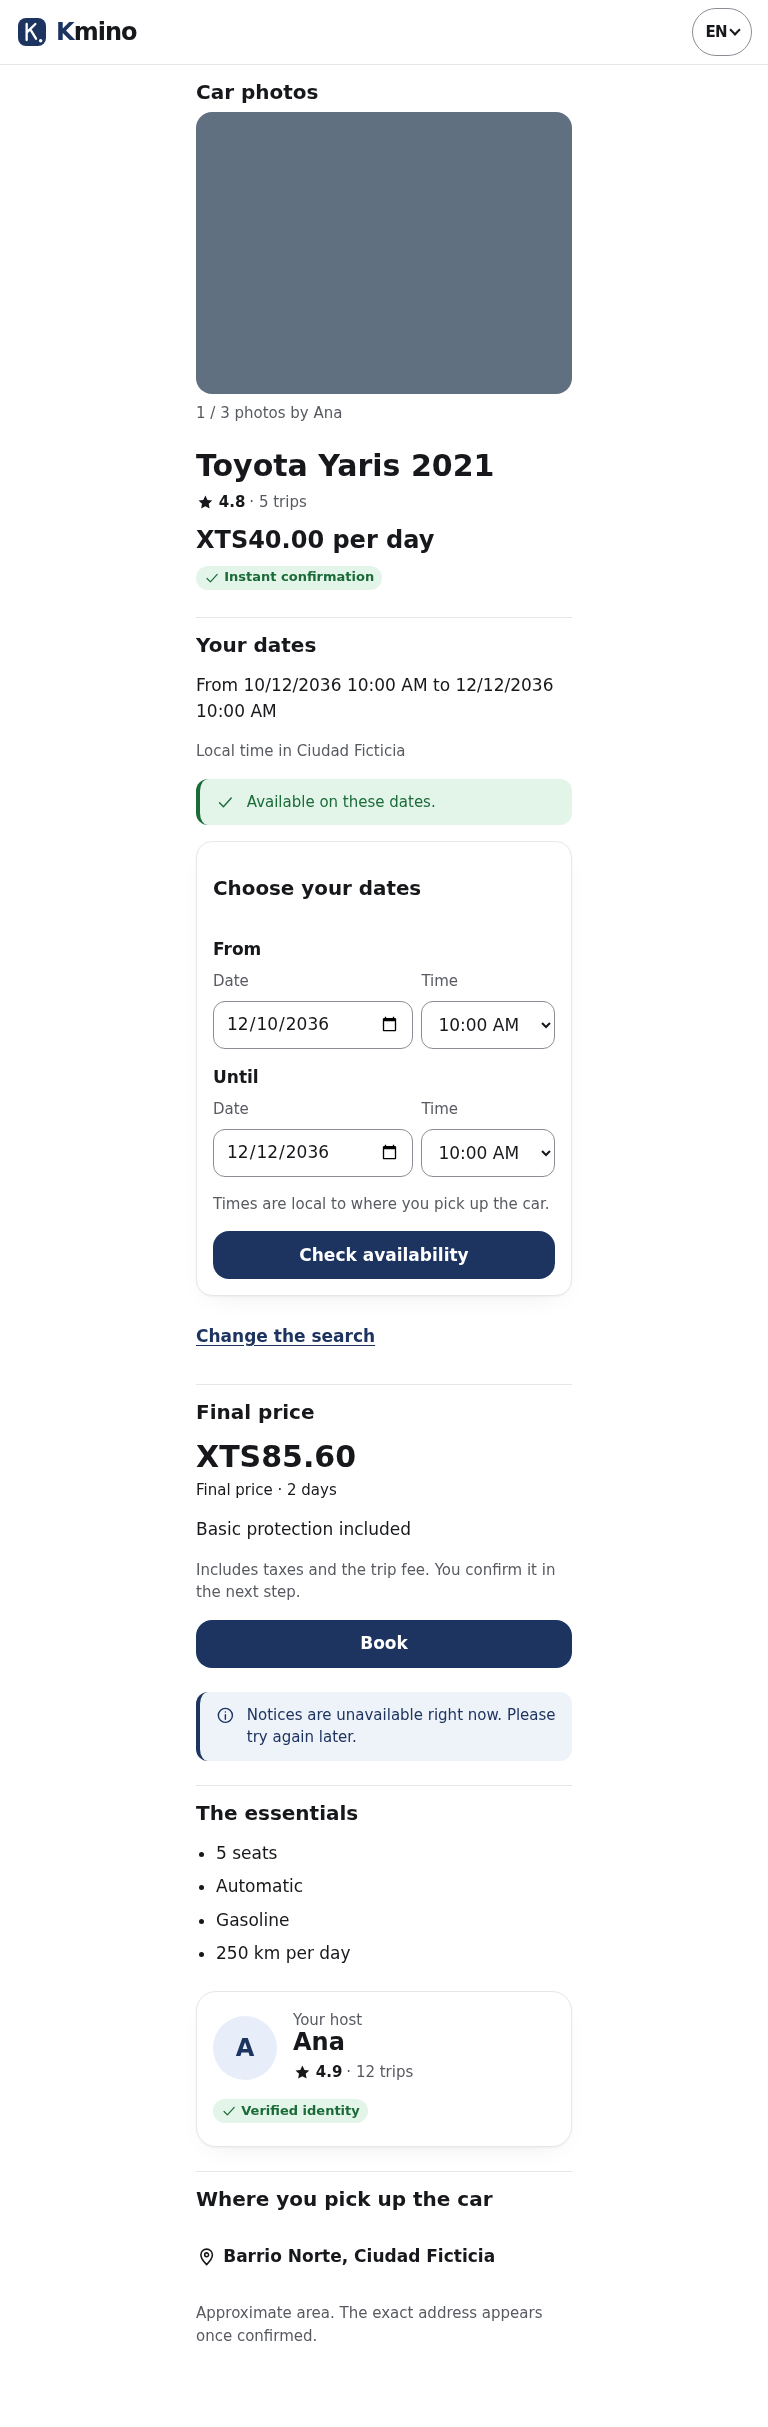 Kmino
EN
Car photos
1 / 3 photos by Ana
Toyota Yaris 2021
★ 4.8 · 5 trips
XTS40.00 per day
Instant confirmation
Your dates
From 10/12/2036 10:00 AM to 12/12/2036
10:00 AM
Local time in Ciudad Ficticia
Available on these dates.
Choose your dates
From
Date Time
12/10/2036 10:00 AM
Until
Date Time
12/12/2036 10:00 AM
Times are local to where you pick up the car.
Check availability
Change the search
Final price
XTS85.60
Final price · 2 days
Basic protection included
Includes taxes and the trip fee. You confirm it in
the next step.
Book
Notices are unavailable right now. Please
try again later.
The essentials
• 5 seats
• Automatic
• Gasoline
• 250 km per day
A
Your host
Ana
★ 4.9 · 12 trips
Verified identity
Where you pick up the car
Barrio Norte, Ciudad Ficticia
Approximate area. The exact address appears
once confirmed.